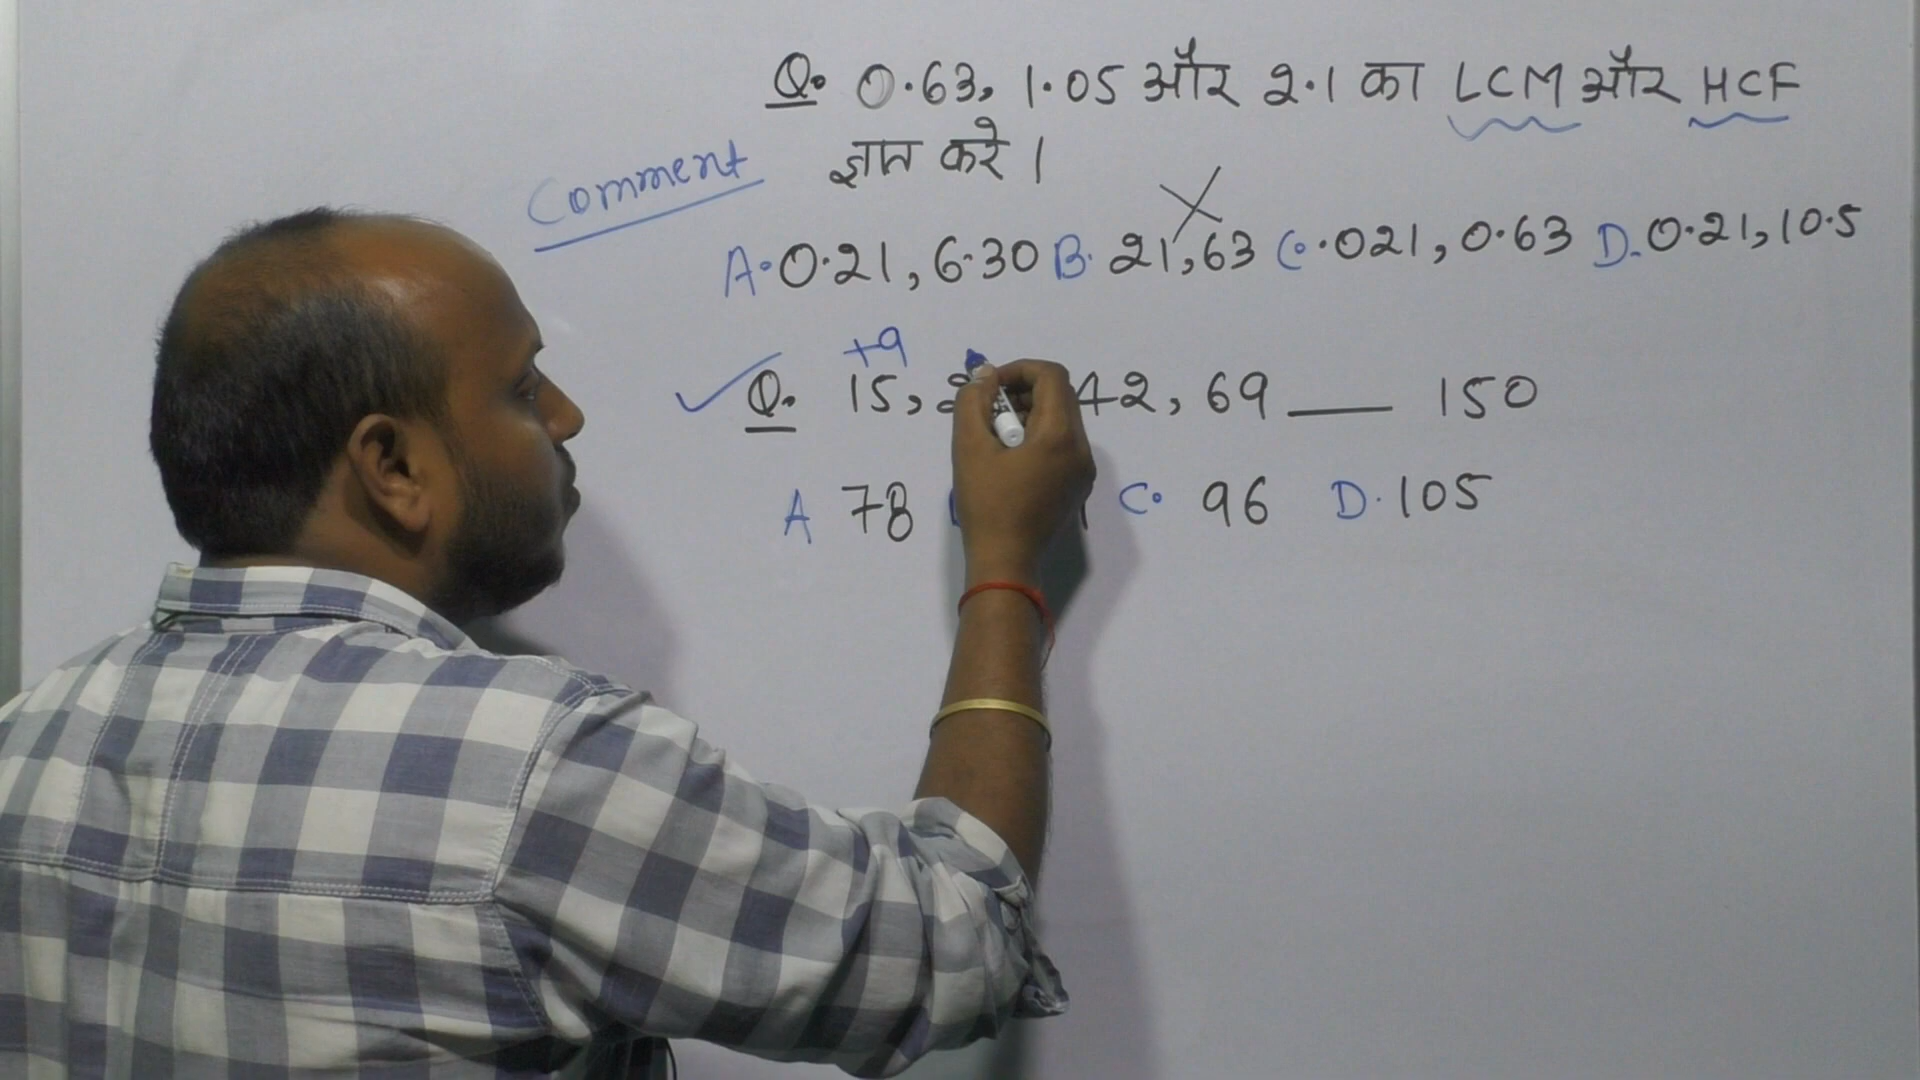 Q. 0.63, 1.05 और 2.1 का LCM और HCF
ज्ञात करे।
Comment
A. 0.21, 6.30 B. 21, 63 C. .021, 0.63 D. 0.21, 10.5
+9
Q. 15, 42, 69 ___ 150
A 78 C. 96 D. 105